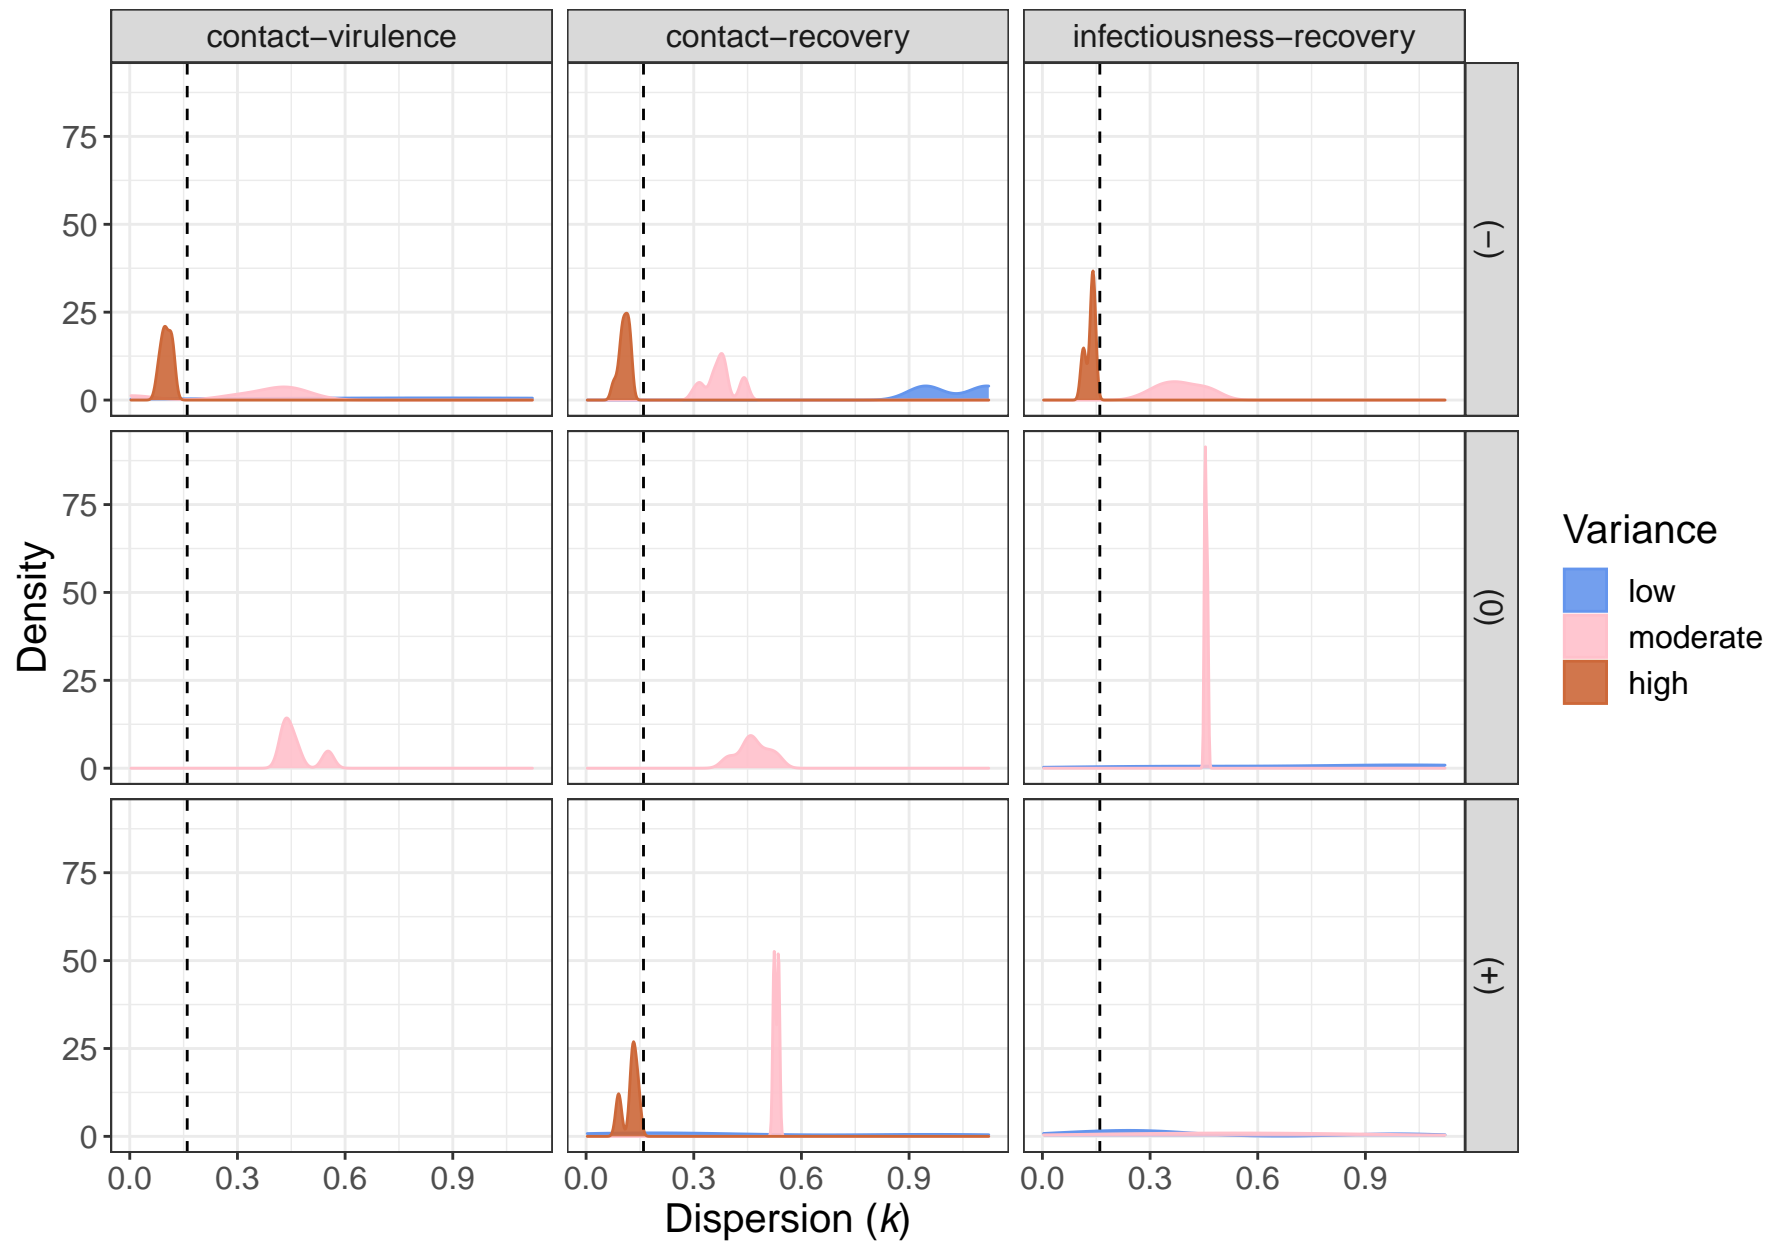 contact−virulence
contact−recovery
infectiousness−recovery
75
50
25
0
(−)
75
50
25
0
(0)
75
50
25
0
(+)
0.0 0.3 0.6 0.9
0.0 0.3 0.6 0.9
0.0 0.3 0.6 0.9
Density
Dispersion (k)
Variance
low
moderate
high